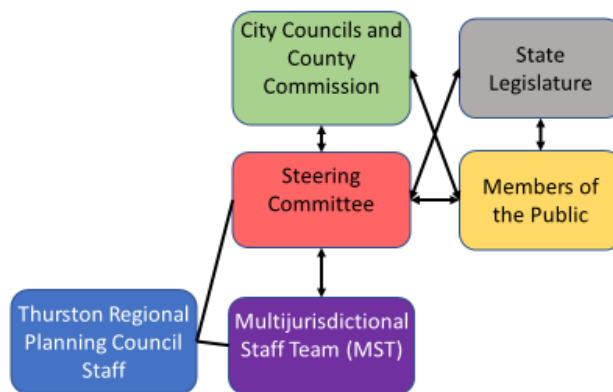 City Councils and
County
Commission
State
Legislature
Steering
Committee
Members of
the Public
Thurston Regional
Planning Council
Staff
Multijurisdictional
Staff Team (MST)